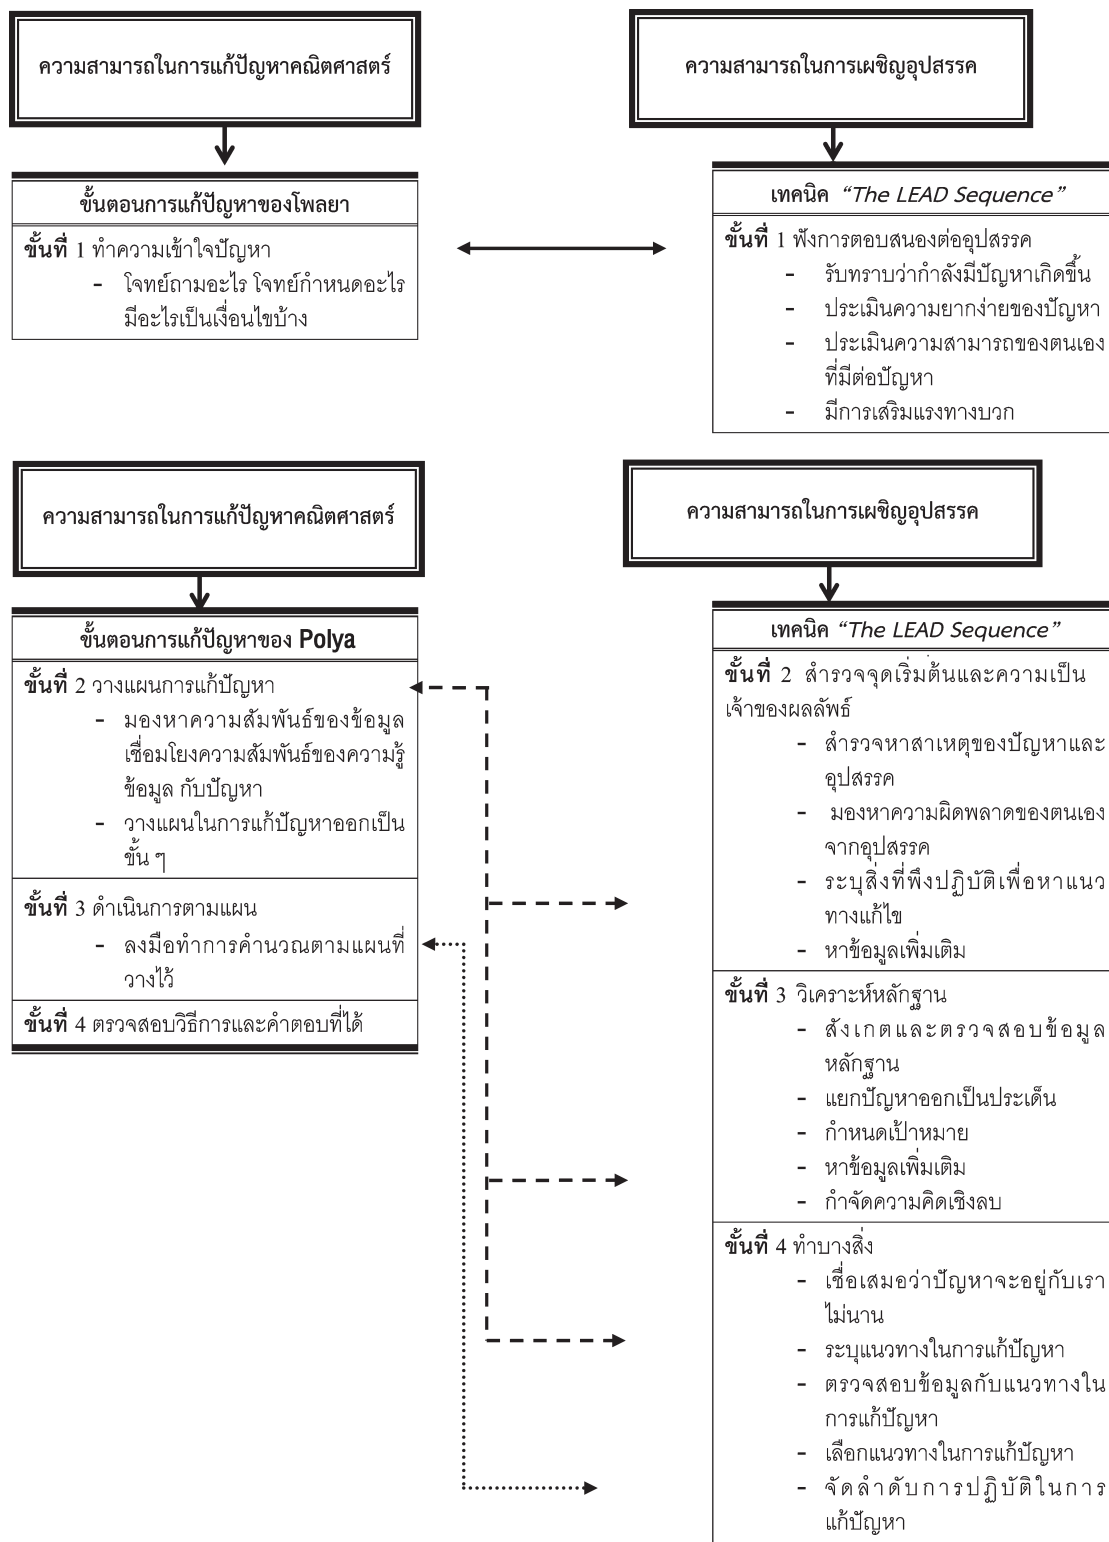 ความสามารถในการแก้ปัญหาคณิตศาสตร์
ความสามารถในการเผชิญอุปสรรค
ขั้นตอนการแก้ปัญหาของโพลยา
ขั้นที่ 1 ทำความเข้าใจปัญหา
- โจทย์ถามอะไร โจทย์กำหนดอะไร
มีอะไรเป็นเงื่อนไขบ้าง
เทคนิค “The LEAD Sequence”
ขั้นที่ 1 ฟังการตอบสนองต่ออุปสรรค
- รับทราบว่ากำลังมีปัญหาเกิดขึ้น
- ประเมินความยากง่ายของปัญหา
- ประเมินความสามารถของตนเอง
ที่มีต่อปัญหา
- มีการเสริมแรงทางบวก
ความสามารถในการแก้ปัญหาคณิตศาสตร์
ความสามารถในการเผชิญอุปสรรค
ขั้นตอนการแก้ปัญหาของ Polya
ขั้นที่ 2 วางแผนการแก้ปัญหา
- มองหาความสัมพันธ์ของข้อมูล
เชื่อมโยงความสัมพันธ์ของความรู้
ข้อมูล กับปัญหา
- วางแผนในการแก้ปัญหาออกเป็น
ขั้น ๆ
ขั้นที่ 3 ดำเนินการตามแผน
- ลงมือทำการคำนวณตามแผนที่
วางไว้
ขั้นที่ 4 ตรวจสอบวิธีการและคำตอบที่ได้
เทคนิค “The LEAD Sequence”
ขั้นที่ 2 สำรวจจุดเริ่มต้นและความเป็น
เจ้าของผลลัพธ์
- สำรวจหาสาเหตุของปัญหาและ
อุปสรรค
- มองหาความผิดพลาดของตนเอง
จากอุปสรรค
- ระบุสิ่งที่พึงปฏิบัติเพื่อหาแนว
ทางแก้ไข
- หาข้อมูลเพิ่มเติม
ขั้นที่ 3 วิเคราะห์หลักฐาน
- สังเกตและตรวจสอบข้อมูล
หลักฐาน
- แยกปัญหาออกเป็นประเด็น
- กำหนดเป้าหมาย
- หาข้อมูลเพิ่มเติม
- กำจัดความคิดเชิงลบ
ขั้นที่ 4 ทำบางสิ่ง
- เชื่อเสมอว่าปัญหาจะอยู่กับเรา
ไม่นาน
- ระบุแนวทางในการแก้ปัญหา
- ตรวจสอบข้อมูลกับแนวทางใน
การแก้ปัญหา
- เลือกแนวทางในการแก้ปัญหา
- จัดลำดับการปฏิบัติในการ
แก้ปัญหา